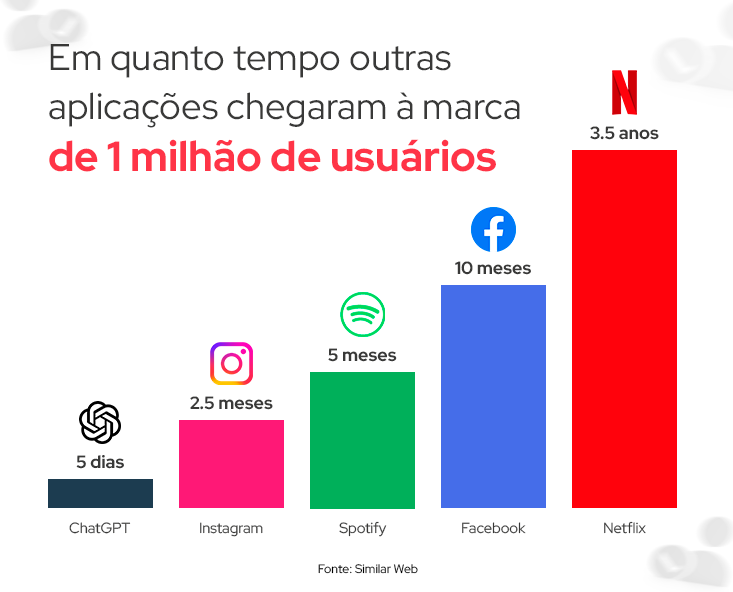 Em quanto tempo outras
aplicações chegaram à marca
de 1 milhão de usuários
3.5 anos
10 meses
5 meses
2.5 meses
5 dias
ChatGPT
Instagram
Spotify
Facebook
Netflix
Fonte: Similar Web